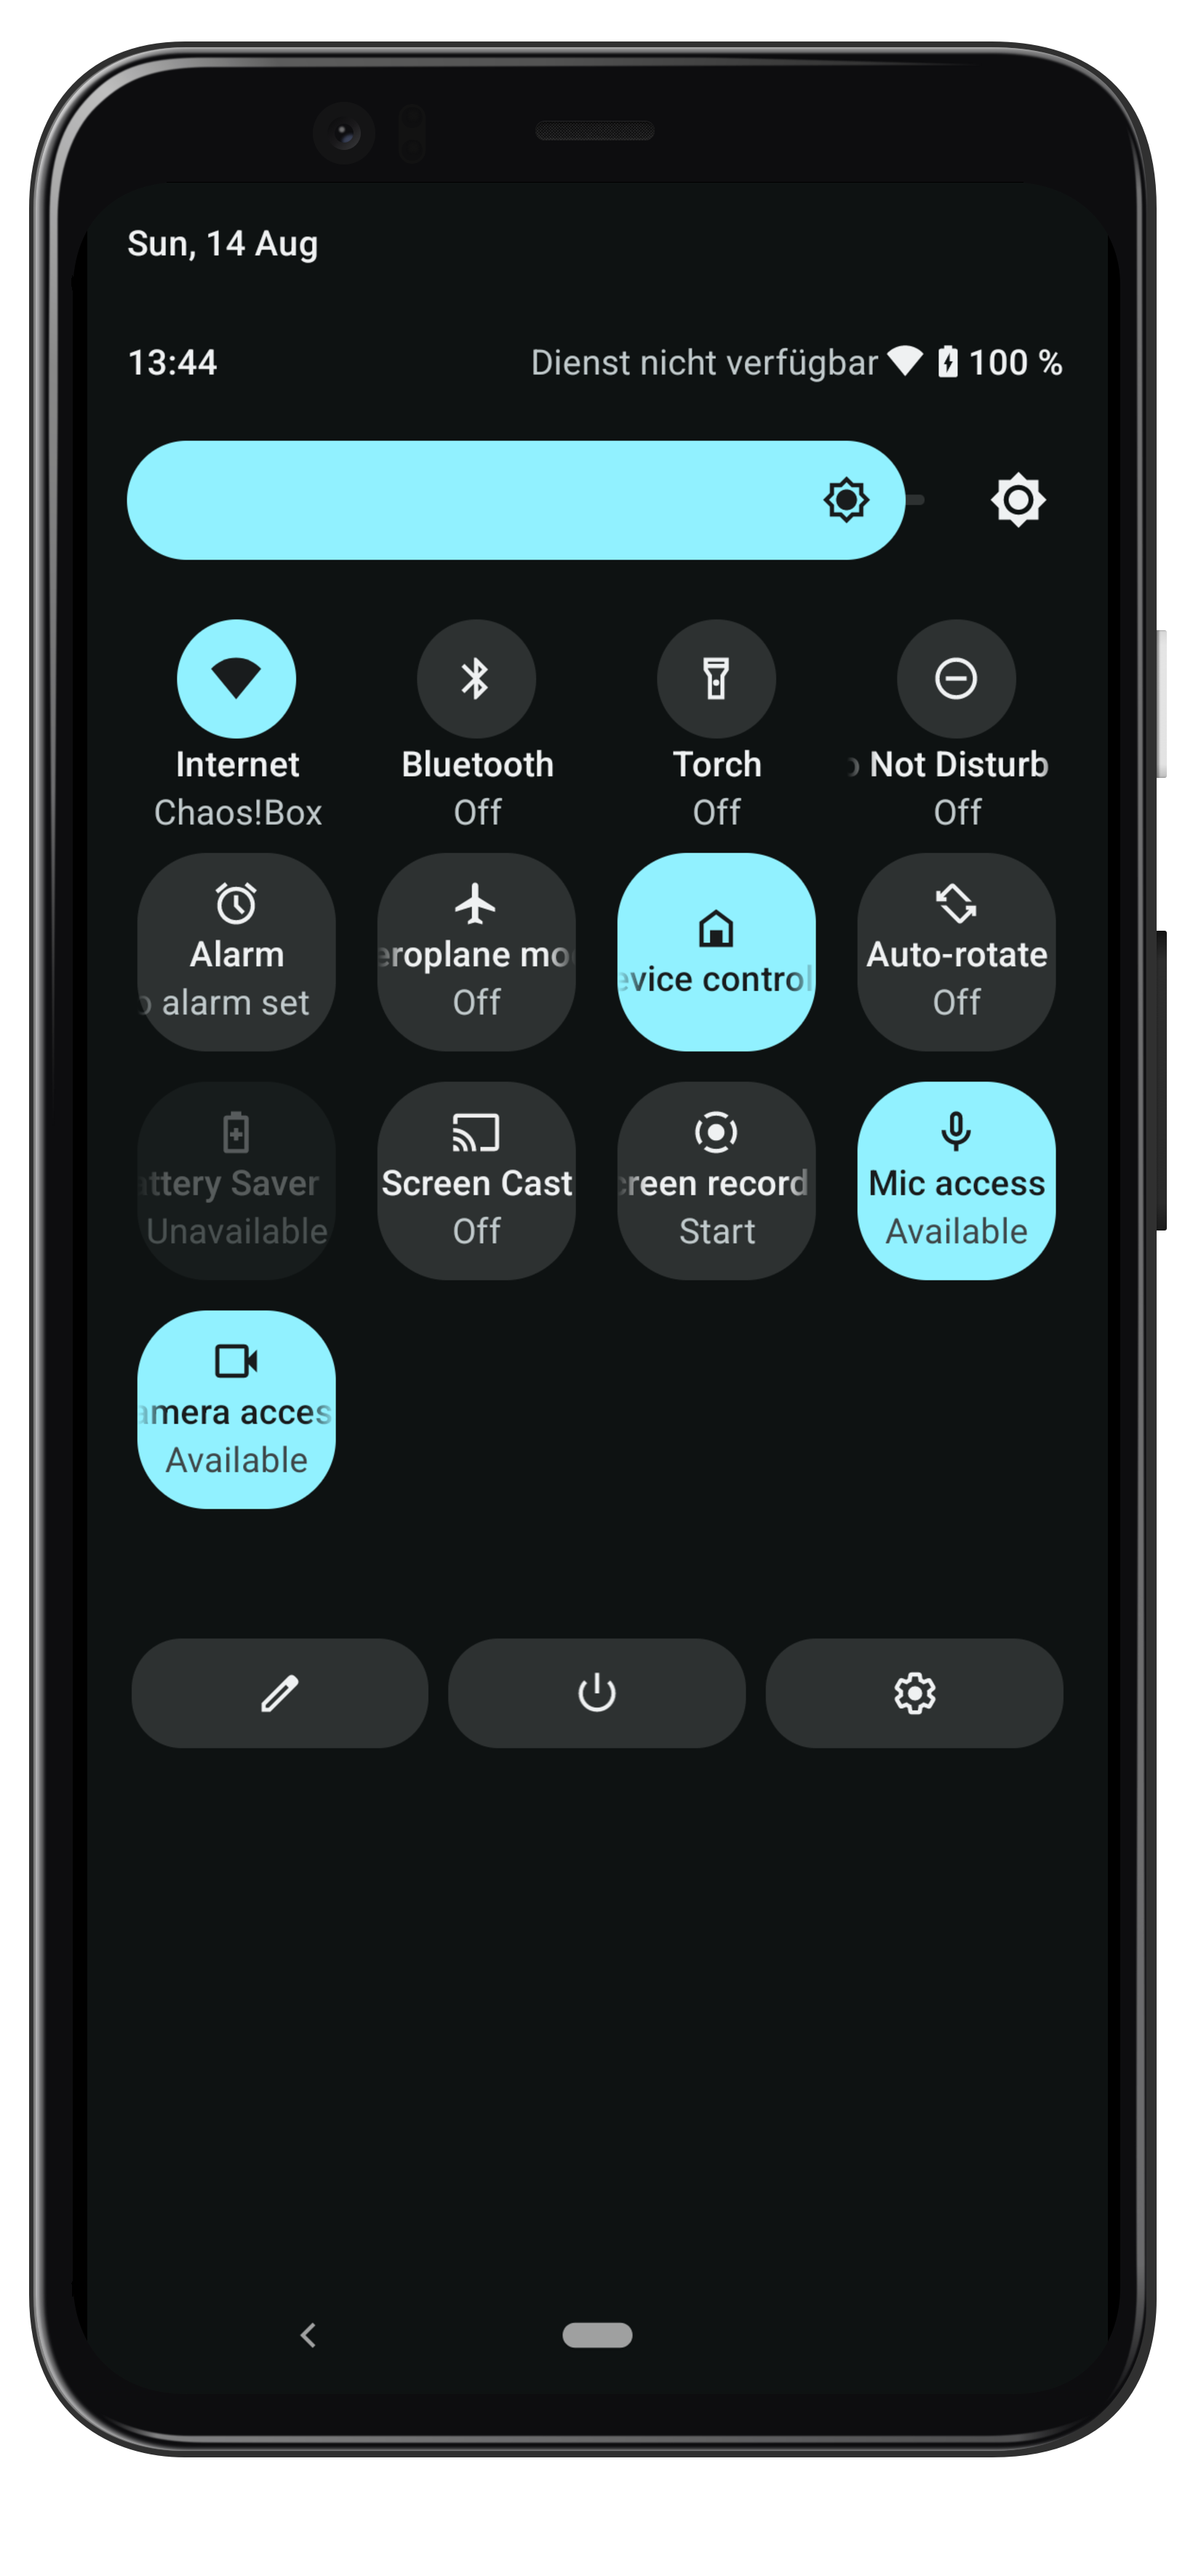 Sun, 14 Aug
13:44 Dienst nicht verfügbar 100 %
Internet Bluetooth Torch Not Disturb
Chaos!Box Off Off Off
Alarm eroplane mo evice control Auto-rotate
alarm set Off Off
ttery Saver Screen Cast creen record Mic access
Unavailable Off Start Available
amera acces
Available